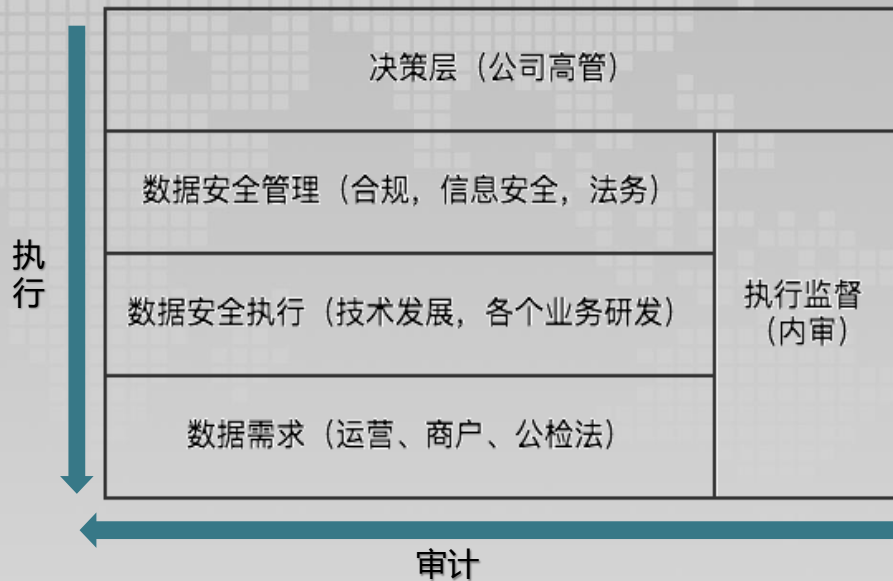 决策层（公司高管）
数据安全管理（合规，信息安全，法务）
执
行
数据安全执行（技术发展，各个业务研发）
执行监督
（内审）
数据需求（运营、商户、公检法）
审计